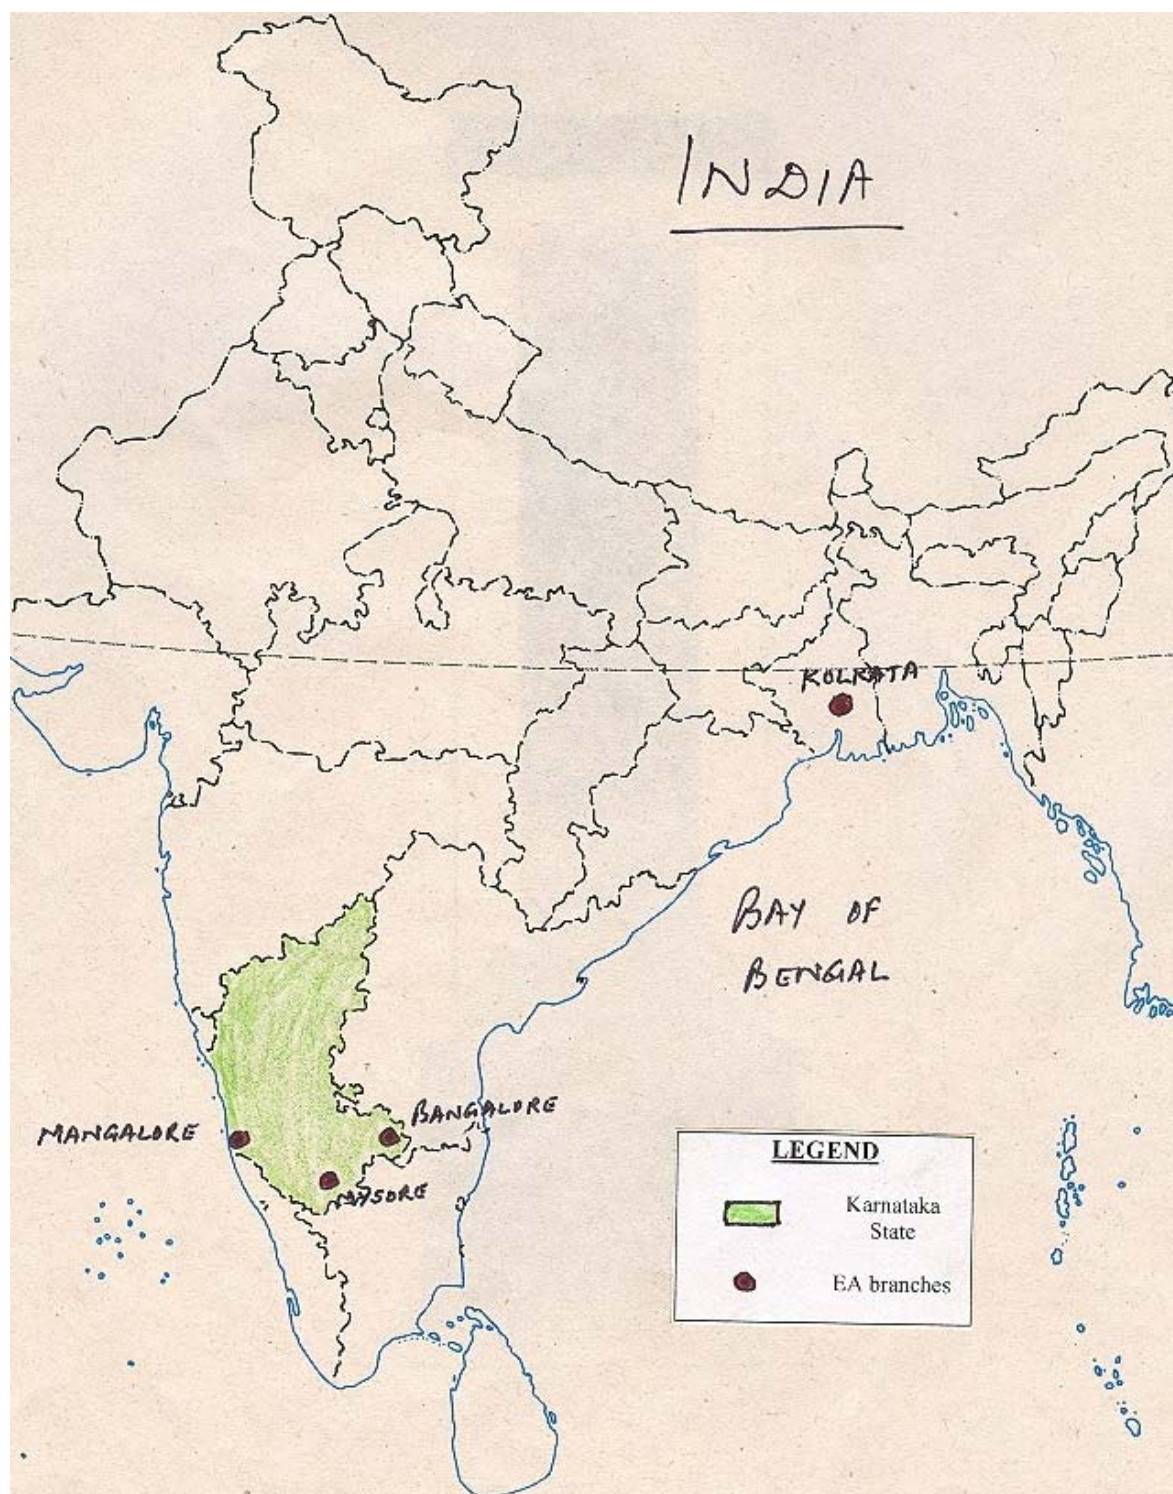 INDIA
KOLKATA
BAY OF
BENGAL
BANGALORE
MANGALORE
MYSORE
LEGEND
Karnataka
State
EA branches